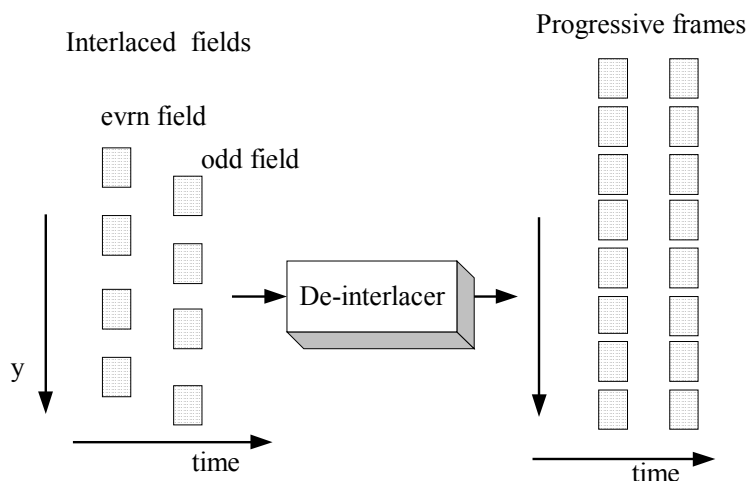 Interlaced fields
evrn field
odd field
y
time
De-interlacer
Progressive frames
time